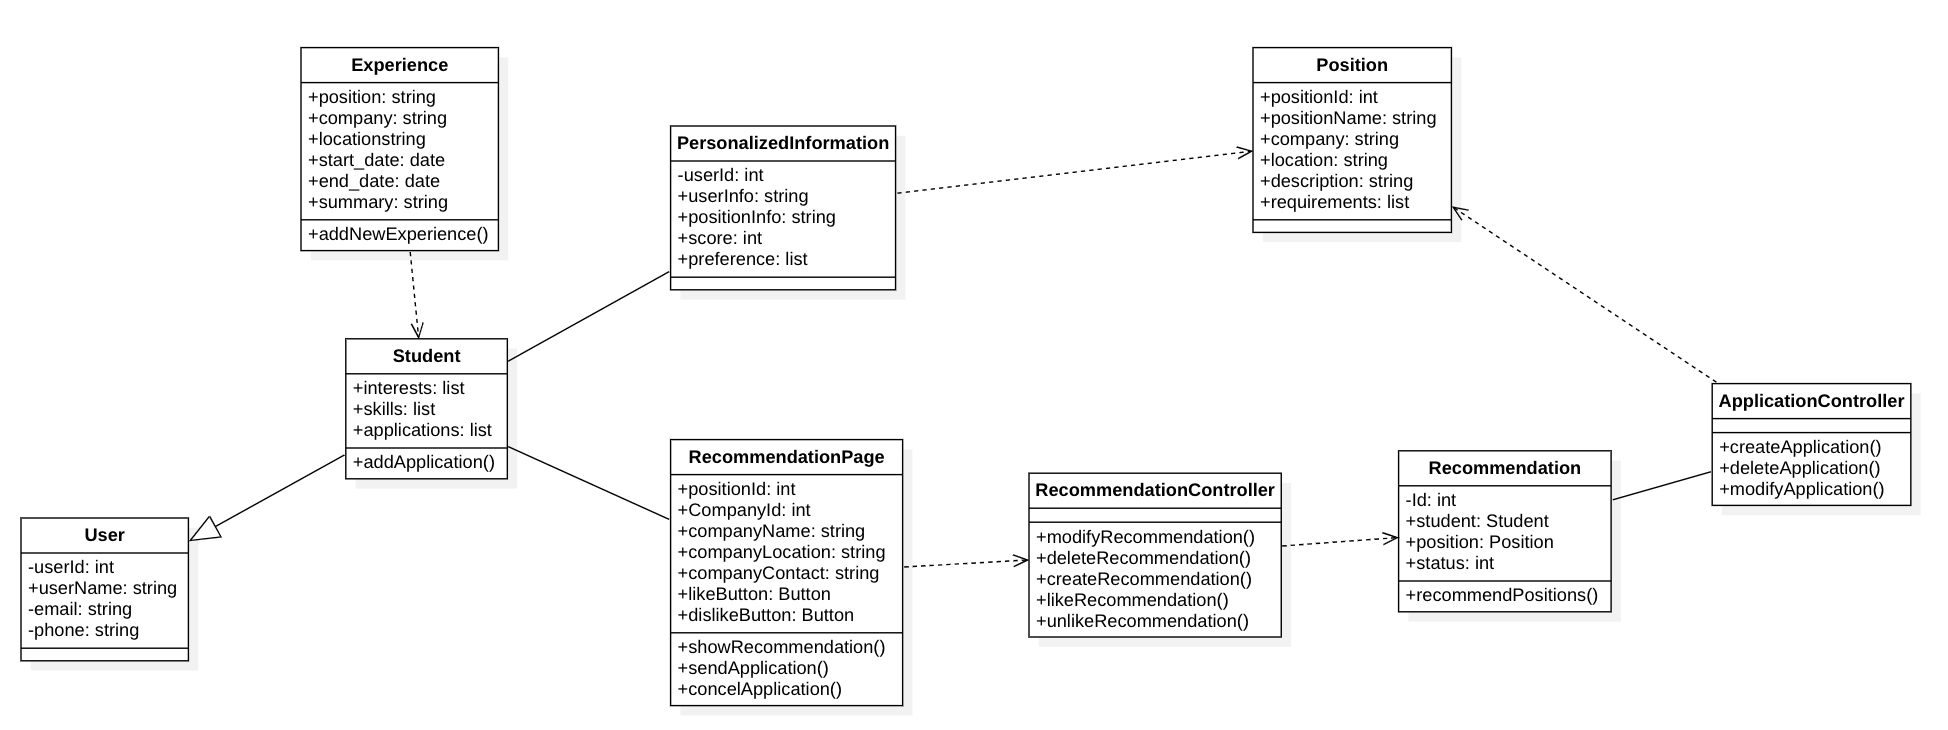 Experience
+position: string
+company: string
+locationstring
+start_date: date
+end_date: date
+summary: string
+addNewExperience()
PersonalizedInformation
-userId: int
+userInfo: string
+positionInfo: string
+score: int
+preference: list
Position
+positionId: int
+positionName: string
+company: string
+location: string
+description: string
+requirements: list
Student
+interests: list
+skills: list
+applications: list
+addApplication()
User
-userId: int
+userName: string
-email: string
-phone: string
RecommendationPage
+positionId: int
+CompanyId: int
+companyName: string
+companyLocation: string
+companyContact: string
+likeButton: Button
+dislikeButton: Button
+showRecommendation()
+sendApplication()
+concelApplication()
RecommendationController
+modifyRecommendation()
+deleteRecommendation()
+createRecommendation()
+likeRecommendation()
+unlikeRecommendation()
Recommendation
-Id: int
+student: Student
+position: Position
+status: int
+recommendPositions()
ApplicationController
+createApplication()
+deleteApplication()
+modifyApplication()